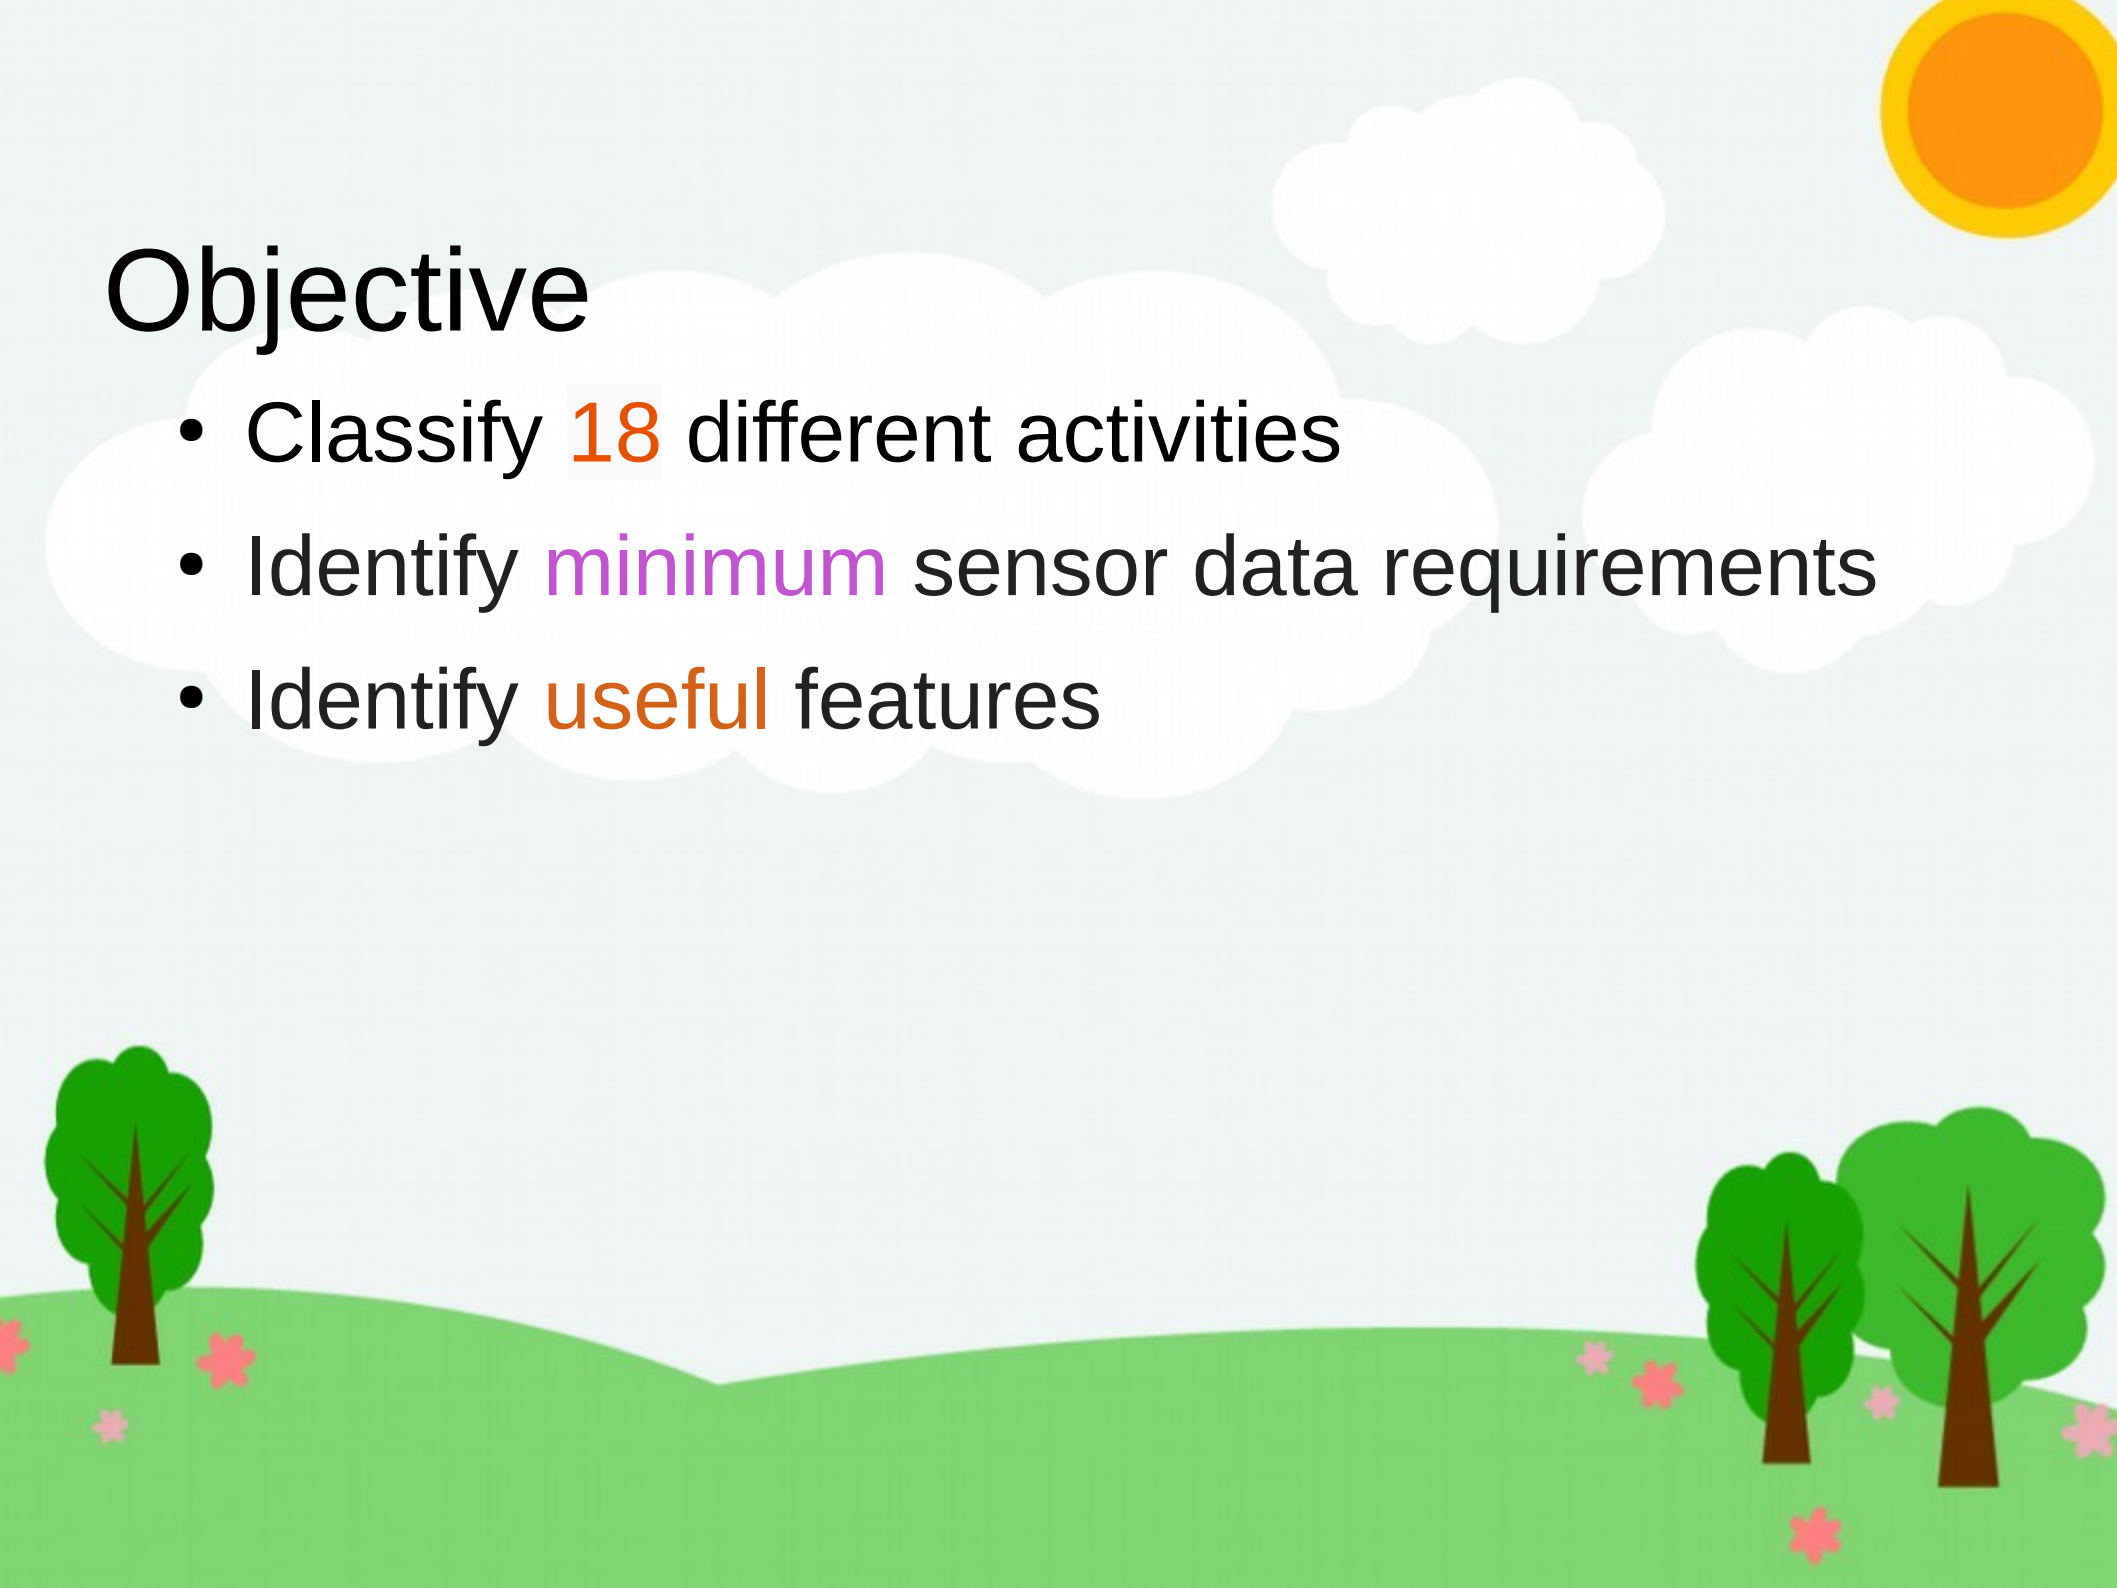 Objective
• Classify 18 different activities
• Identify minimum sensor data requirements
• Identify useful features